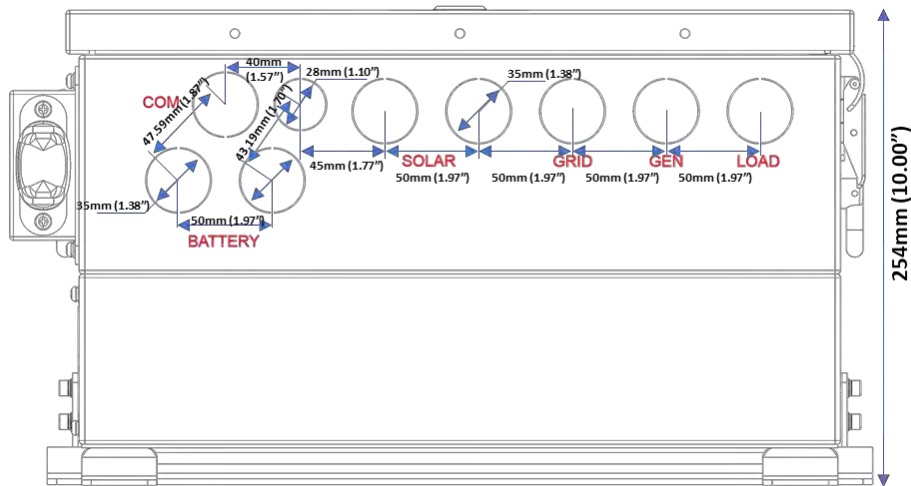 40mm
(1.57”)
28mm (1.10”)
35mm (1.38”)
COM
47.59mm(1.87”)
43.19mm(1.70”)
45mm (1.77”)
SOLAR
GRID
GEN
LOAD
50mm (1.97”)
50mm (1.97”)
50mm (1.97”)
50mm (1.97”)
35mm (1.38”)
50mm (1.97”)
BATTERY
254mm (10.00”)